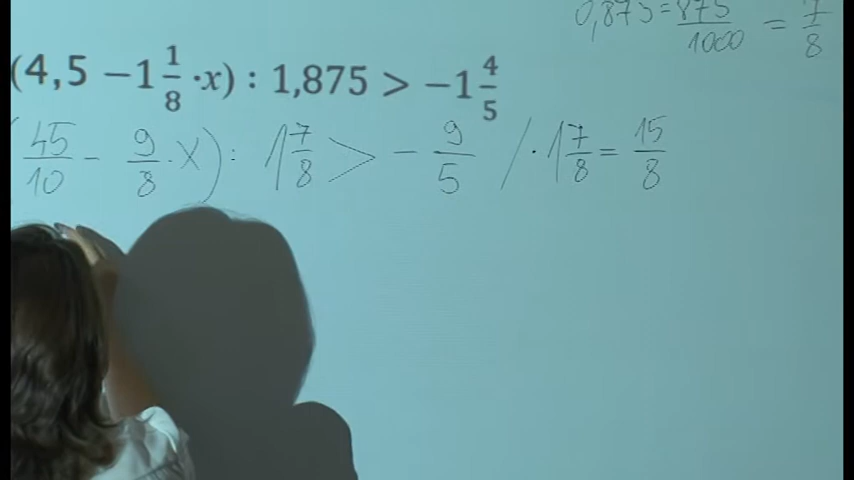 0,875 = 875/1000 = 7/8
(4,5 −1 1/8 ·x) : 1,875 > −1 4/5
(45/10 − 9/8 · x) : 1 7/8 > − 9/5 / · 1 7/8 = 15/8